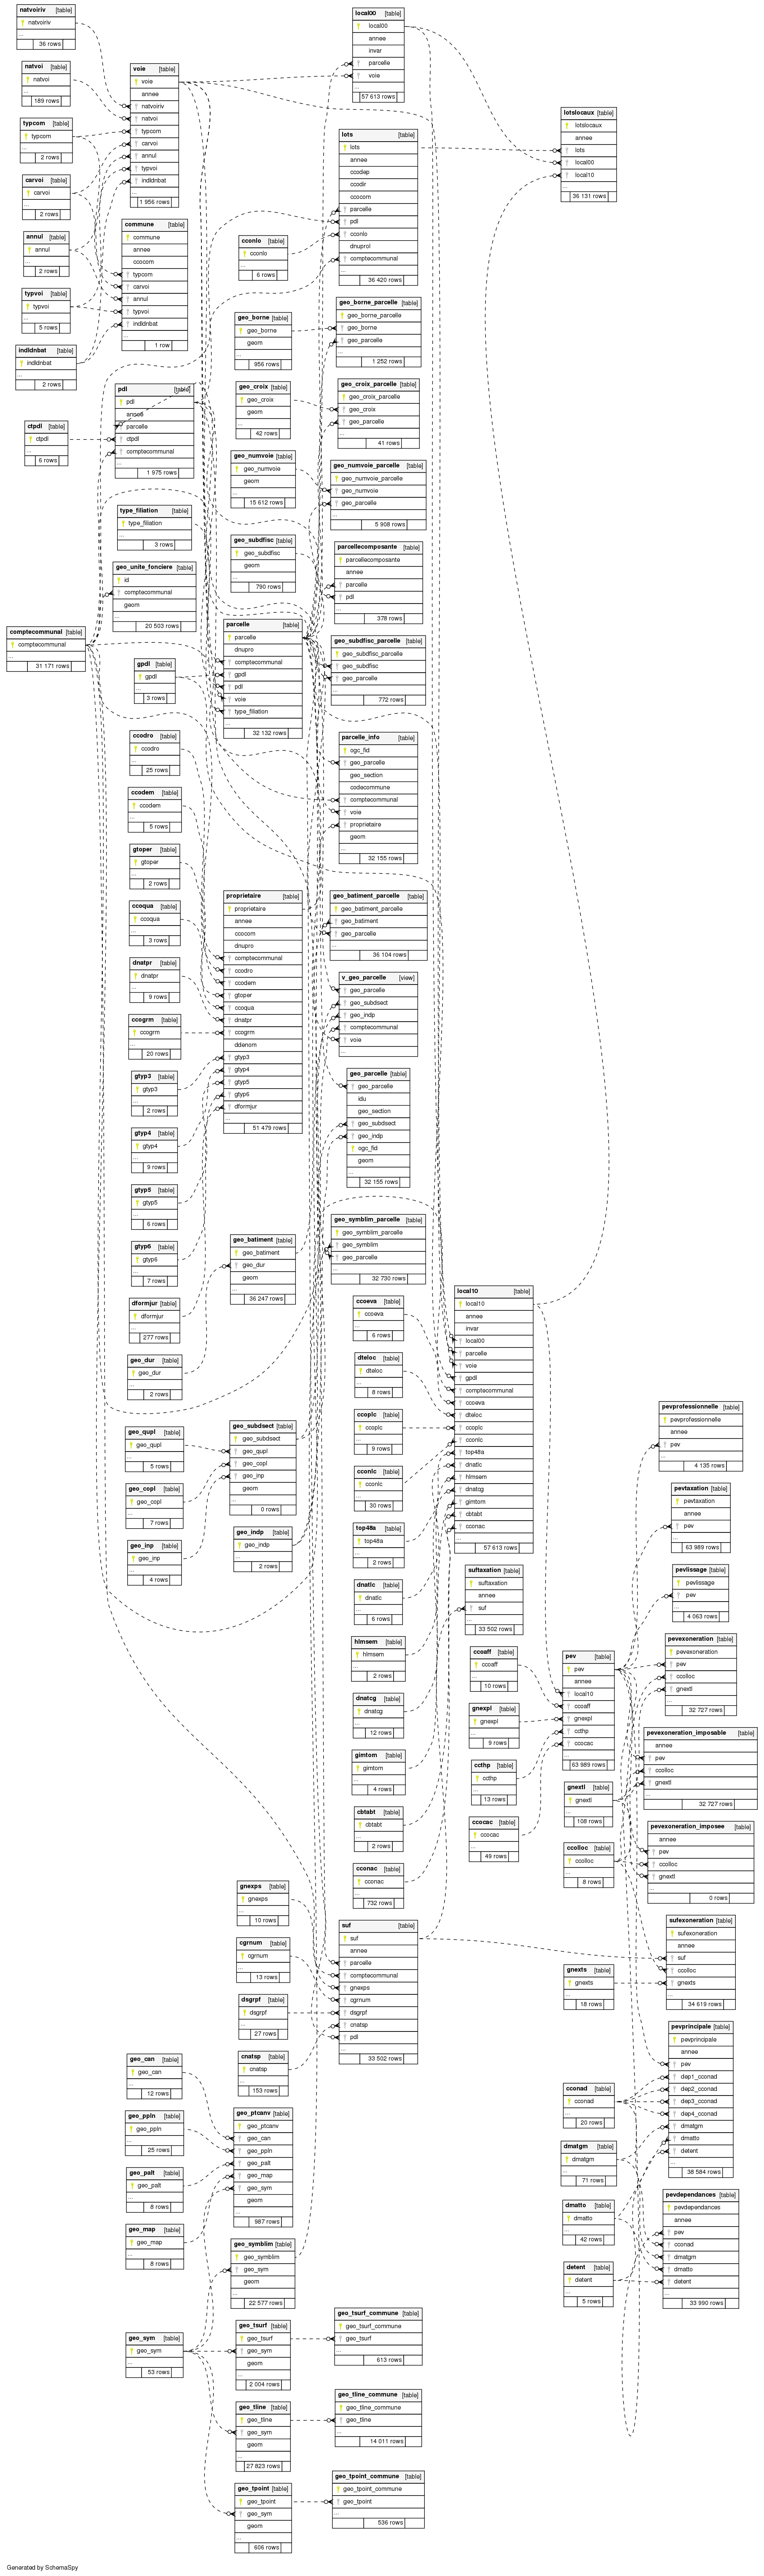 natvoiriv [table]
natvoiriv
...
36 rows
natvoi [table]
natvoi
...
189 rows
typcom [table]
typcom
...
2 rows
carvoi [table]
carvoi
...
2 rows
annul [table]
annul
...
2 rows
typvoi [table]
typvoi
...
5 rows
indldnbat [table]
indldnbat
...
2 rows
ctpdl [table]
ctpdl
...
6 rows
comptecommunal [table]
comptecommunal
...
31 171 rows
voie [table]
voie
annee
natvoiriv
natvoi
typcom
carvoi
annul
typvoi
indldnbat
...
1 956 rows
commune [table]
commune
annee
ccocom
typcom
carvoi
annul
typvoi
indldnbat
...
1 row
pdl [table]
pdl
annee
parcelle
ctpdl
comptecommunal
...
1 975 rows
type_filiation [table]
type_filiation
...
3 rows
geo_unite_fonciere [table]
id
comptecommunal
geom
...
20 503 rows
gpdl [table]
gpdl
...
3 rows
ccodro [table]
ccodro
...
25 rows
ccodem [table]
ccodem
...
5 rows
gtoper [table]
gtoper
...
2 rows
ccoqua [table]
ccoqua
...
3 rows
dnatpr [table]
dnatpr
...
9 rows
ccogrm [table]
ccogrm
...
20 rows
gtyp3 [table]
gtyp3
...
2 rows
gtyp4 [table]
gtyp4
...
9 rows
gtyp5 [table]
gtyp5
...
6 rows
gtyp6 [table]
gtyp6
...
7 rows
dformjur [table]
dformjur
...
277 rows
geo_dur [table]
geo_dur
...
2 rows
geo_qupl [table]
geo_qupl
...
5 rows
geo_copl [table]
geo_copl
...
7 rows
geo_inp [table]
geo_inp
...
4 rows
geo_can [table]
geo_can
...
12 rows
geo_ppln [table]
geo_ppln
...
25 rows
geo_palt [table]
geo_palt
...
8 rows
geo_map [table]
geo_map
...
8 rows
geo_sym [table]
geo_sym
...
53 rows
cconlo [table]
cconlo
...
6 rows
geo_borne [table]
geo_borne
geom
...
956 rows
geo_croix [table]
geo_croix
geom
...
42 rows
geo_numvoie [table]
geo_numvoie
geom
...
15 612 rows
geo_subdfisc [table]
geo_subdfisc
geom
...
790 rows
parcelle [table]
parcelle
dnupro
comptecommunal
gpdl
pdl
voie
type_filiation
...
32 132 rows
proprietaire [table]
proprietaire
annee
ccocom
dnupro
comptecommunal
ccodro
ccodem
gtoper
ccoqua
dnatpr
ccogrm
ddenom
gtyp3
gtyp4
gtyp5
gtyp6
dformjur
...
51 479 rows
geo_batiment [table]
geo_batiment
geo_dur
geom
...
36 247 rows
geo_subdsect [table]
geo_subdsect
geo_qupl
geo_copl
geo_inp
geom
...
0 rows
geo_indp [table]
geo_indp
...
2 rows
gnexps [table]
gnexps
...
10 rows
cgrnum [table]
cgrnum
...
13 rows
dsgrpf [table]
dsgrpf
...
27 rows
cnatsp [table]
cnatsp
...
153 rows
geo_ptcanv [table]
geo_ptcanv
geo_can
geo_ppln
geo_palt
geo_map
geo_sym
geom
...
987 rows
geo_symblim [table]
geo_symblim
geo_sym
geom
...
22 577 rows
geo_tsurf [table]
geo_tsurf
geo_sym
geom
...
2 004 rows
geo_tline [table]
geo_tline
geo_sym
geom
...
27 823 rows
geo_tpoint [table]
geo_tpoint
geo_sym
geom
...
606 rows
local00 [table]
local00
annee
invar
parcelle
voie
...
57 613 rows
lots [table]
lots
annee
ccodep
ccodir
ccocom
parcelle
pdl
cconlo
dnuprol
comptecommunal
...
36 420 rows
geo_borne_parcelle [table]
geo_borne_parcelle
geo_borne
geo_parcelle
...
1 252 rows
geo_croix_parcelle [table]
geo_croix_parcelle
geo_croix
geo_parcelle
...
41 rows
geo_numvoie_parcelle [table]
geo_numvoie_parcelle
geo_numvoie
geo_parcelle
...
5 908 rows
parcellecomposante [table]
parcellecomposante
annee
parcelle
pdl
...
378 rows
geo_subdfisc_parcelle [table]
geo_subdfisc_parcelle
geo_subdfisc
geo_parcelle
...
772 rows
parcelle_info [table]
ogc_fid
geo_parcelle
geo_section
codecommune
comptecommunal
voie
proprietaire
geom
...
32 155 rows
geo_batiment_parcelle [table]
geo_batiment_parcelle
geo_batiment
geo_parcelle
...
36 104 rows
v_geo_parcelle [view]
geo_parcelle
geo_subdsect
geo_indp
comptecommunal
voie
...
geo_parcelle [table]
geo_parcelle
idu
geo_section
geo_subdsect
geo_indp
ogc_fid
geom
...
32 155 rows
geo_symblim_parcelle [table]
geo_symblim_parcelle
geo_symblim
geo_parcelle
...
32 730 rows
ccoeva [table]
ccoeva
...
6 rows
dteloc [table]
dteloc
...
8 rows
ccoplc [table]
ccoplc
...
9 rows
cconlc [table]
cconlc
...
30 rows
top48a [table]
top48a
...
2 rows
dnatlc [table]
dnatlc
...
6 rows
hlmsem [table]
hlmsem
...
2 rows
dnatcg [table]
dnatcg
...
12 rows
gimtom [table]
gimtom
...
4 rows
cbtabt [table]
cbtabt
...
2 rows
cconac [table]
cconac
...
732 rows
suf [table]
suf
annee
parcelle
comptecommunal
gnexps
cgrnum
dsgrpf
cnatsp
pdl
...
33 502 rows
geo_tsurf_commune [table]
geo_tsurf_commune
geo_tsurf
...
613 rows
geo_tline_commune [table]
geo_tline_commune
geo_tline
...
14 011 rows
geo_tpoint_commune [table]
geo_tpoint_commune
geo_tpoint
...
536 rows
local10 [table]
local10
annee
invar
local00
parcelle
voie
gpdl
comptecommunal
ccoeva
dteloc
ccoplc
cconlc
top48a
dnatlc
hlmsem
dnatcg
gimtom
cbtabt
cconac
...
57 613 rows
suftaxation [table]
suftaxation
annee
suf
...
33 502 rows
ccoaff [table]
ccoaff
...
10 rows
gnexpl [table]
gnexpl
...
9 rows
ccthp [table]
ccthp
...
13 rows
ccocac [table]
ccocac
...
49 rows
lotslocaux [table]
lotslocaux
annee
lots
local00
local10
...
36 131 rows
pev [table]
pev
annee
local10
ccoaff
gnexpl
ccthp
ccocac
...
63 989 rows
gnextl [table]
gnextl
...
108 rows
ccolloc [table]
ccolloc
...
8 rows
gnexts [table]
gnexts
...
18 rows
cconad [table]
cconad
...
20 rows
dmatgm [table]
dmatgm
...
71 rows
dmatto [table]
dmatto
...
42 rows
detent [table]
detent
...
5 rows
pevprofessionnelle [table]
pevprofessionnelle
annee
pev
...
4 135 rows
pevtaxation [table]
pevtaxation
annee
pev
...
63 989 rows
pevlissage [table]
pevlissage
pev
...
4 063 rows
pevexoneration [table]
pevexoneration
pev
ccolloc
gnextl
...
32 727 rows
pevexoneration_imposable [table]
annee
pev
ccolloc
gnextl
...
32 727 rows
pevexoneration_imposee [table]
annee
pev
ccolloc
gnextl
...
0 rows
sufexoneration [table]
sufexoneration
annee
suf
ccolloc
gnexts
...
34 619 rows
pevprincipale [table]
pevprincipale
annee
pev
dep1_cconad
dep2_cconad
dep3_cconad
dep4_cconad
dmatgm
dmatto
detent
...
38 584 rows
pevdependances [table]
pevdependances
annee
pev
cconad
dmatgm
dmatto
detent
...
33 990 rows
Generated by SchemaSpy